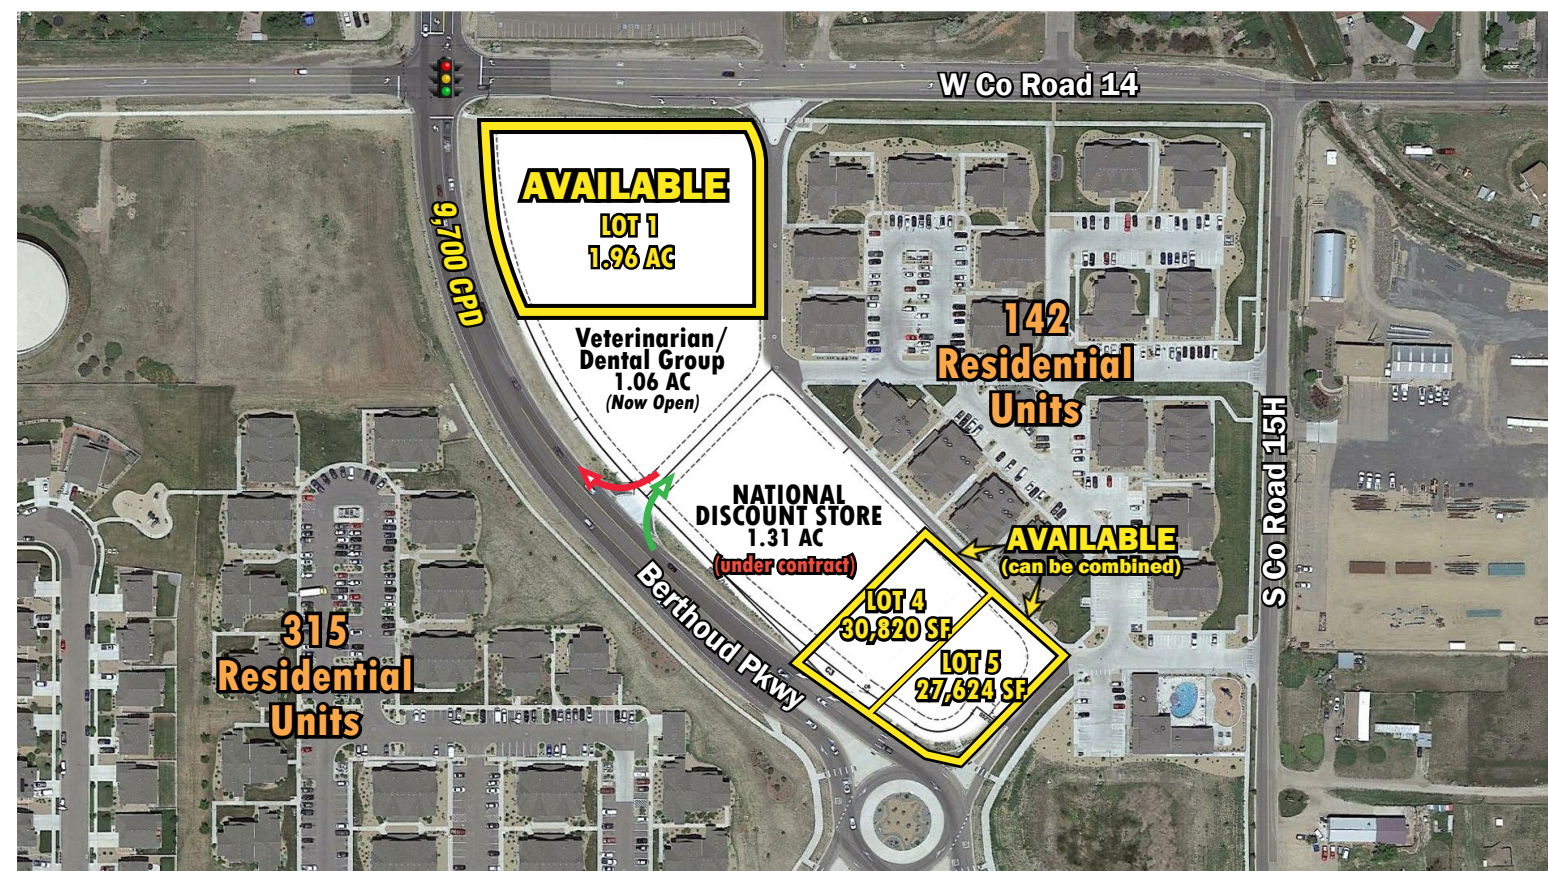 W Co Road 14
AVAILABLE
LOT 1
1.96 AC
9,700 CPD
Veterinarian/
Dental Group
1.06 AC
(Now Open)
142
Residential
Units
S Co Road 15H
NATIONAL
DISCOUNT STORE
1.31 AC
(under contract)
AVAILABLE
(can be combined)
LOT 4
30,820 SF
LOT 5
27,624 SF
Berthoud Pkwy
315
Residential
Units